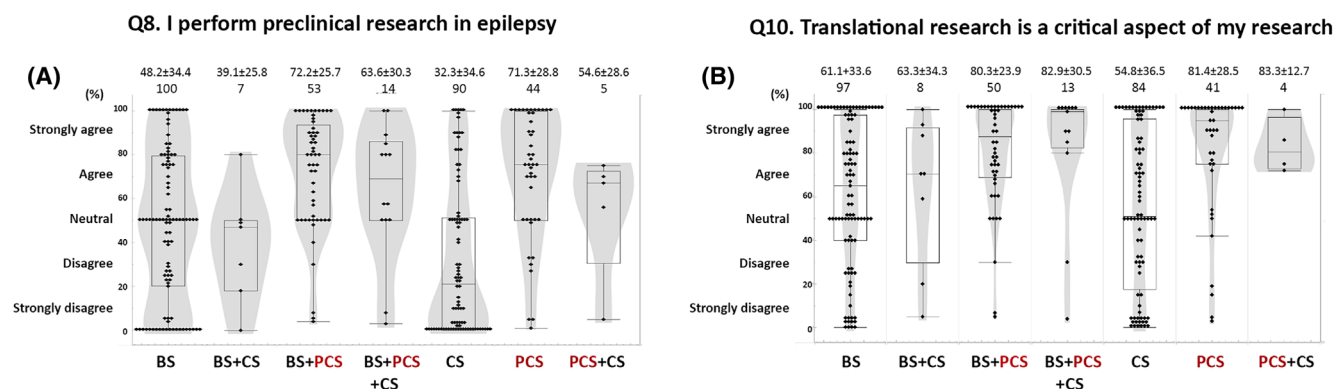 Q8. I perform preclinical research in epilepsy
(A)
48.2±34.4 39.1±25.8 72.2±25.7 63.6±30.3 32.3±34.6 71.3±28.8 54.6±28.6
(%) 100 7 53 14 90 44 5
100
Strongly agree
80
Agree
60
Neutral
40
Disagree
20
Strongly disagree
0
BS BS+CS BS+PCS BS+PCS CS PCS PCS+CS
+CS
Q10. Translational research is a critical aspect of my research
(B)
61.1+33.6 63.3+34.3 80.3+23.9 82.9+30.5 54.8+36.5 81.4+28.5 83.3+12.7
(%) 97 8 50 13 84 41 4
100
Strongly agree
80
Agree
60
Neutral
40
Disagree
20
Strongly disagree
0
BS BS+CS BS+PCS BS+PCS CS PCS PCS+CS
+CS